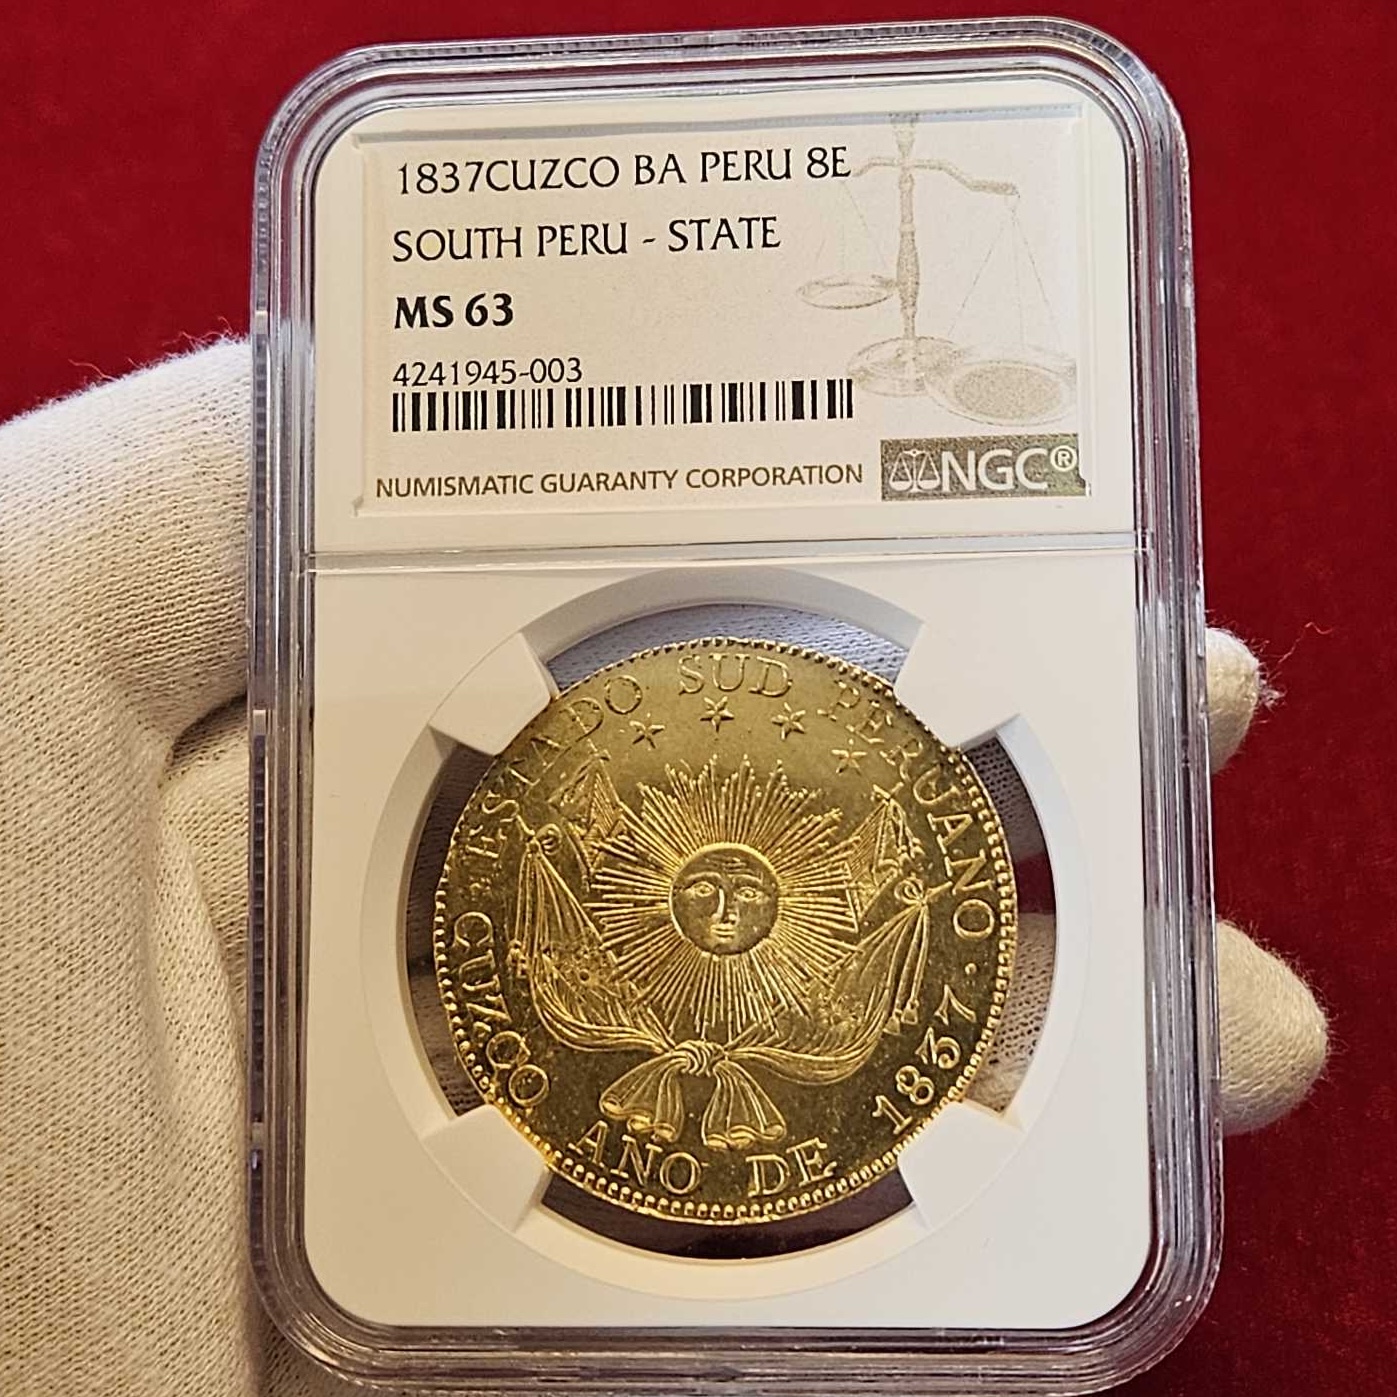 1837CUZCO BA PERU 8E
SOUTH PERU - STATE
MS 63
4241945-003
NUMISMATIC GUARANTY CORPORATION
NGC®
ESTADO SUD PERUANO.
CUZCO AÑO DE 1837